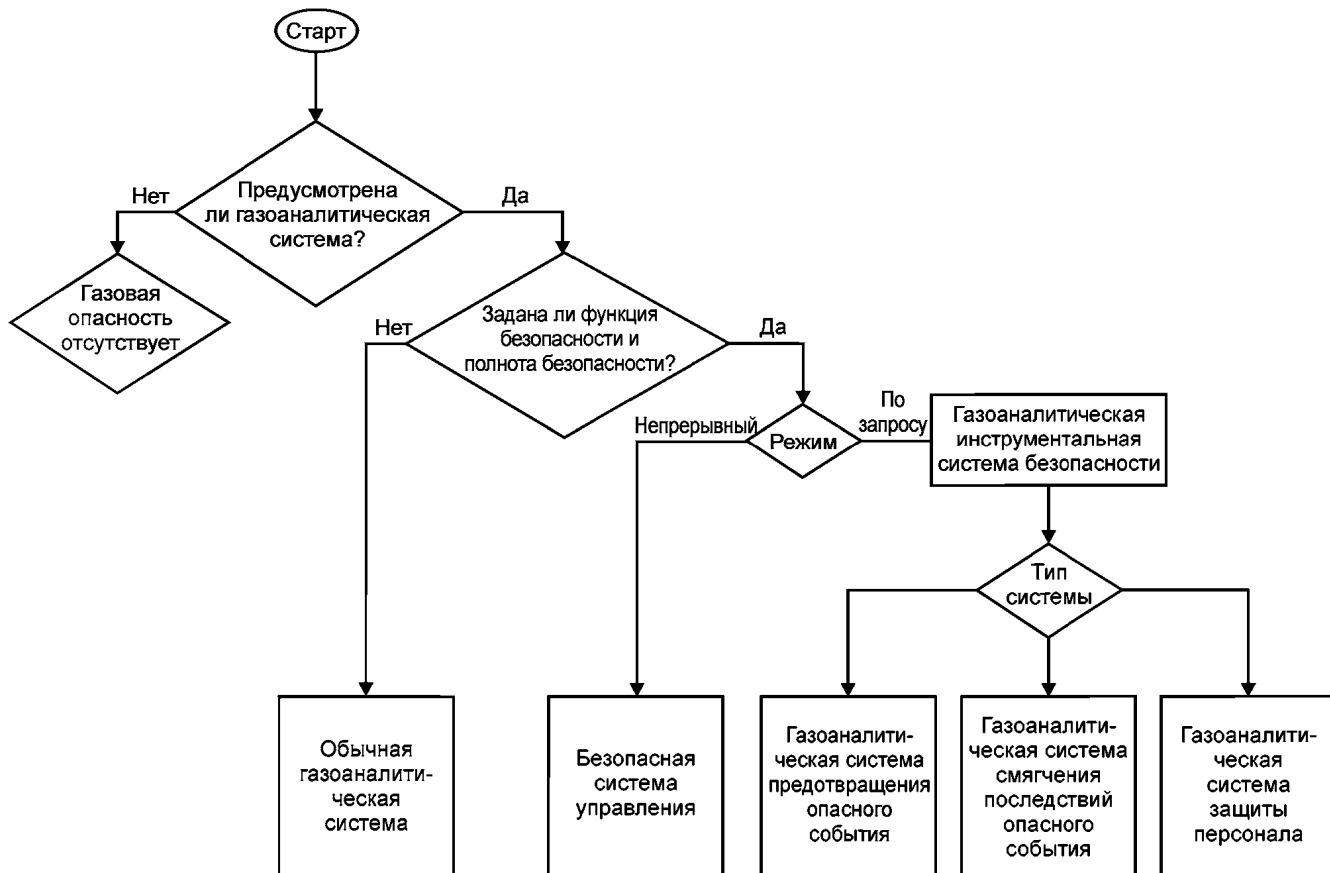 Старт
Нет
Предусмотрена
ли газоаналитическая
система?
Да
Газовая
опасность
отсутствует
Нет
Задана ли функция
безопасности и
полнота безопасности?
Да
Непрерывный
Режим
По
запросу
Газоаналитическая
инструментальная
система безопасности
Тип
системы
Обычная
газоаналити-
ческая
система
Безопасная
система
управления
Газоаналити-
ческая система
предотвращения
опасного
события
Газоаналити-
ческая система
смягчения
последствий
опасного
события
Газоаналити-
ческая
система
защиты
персонала